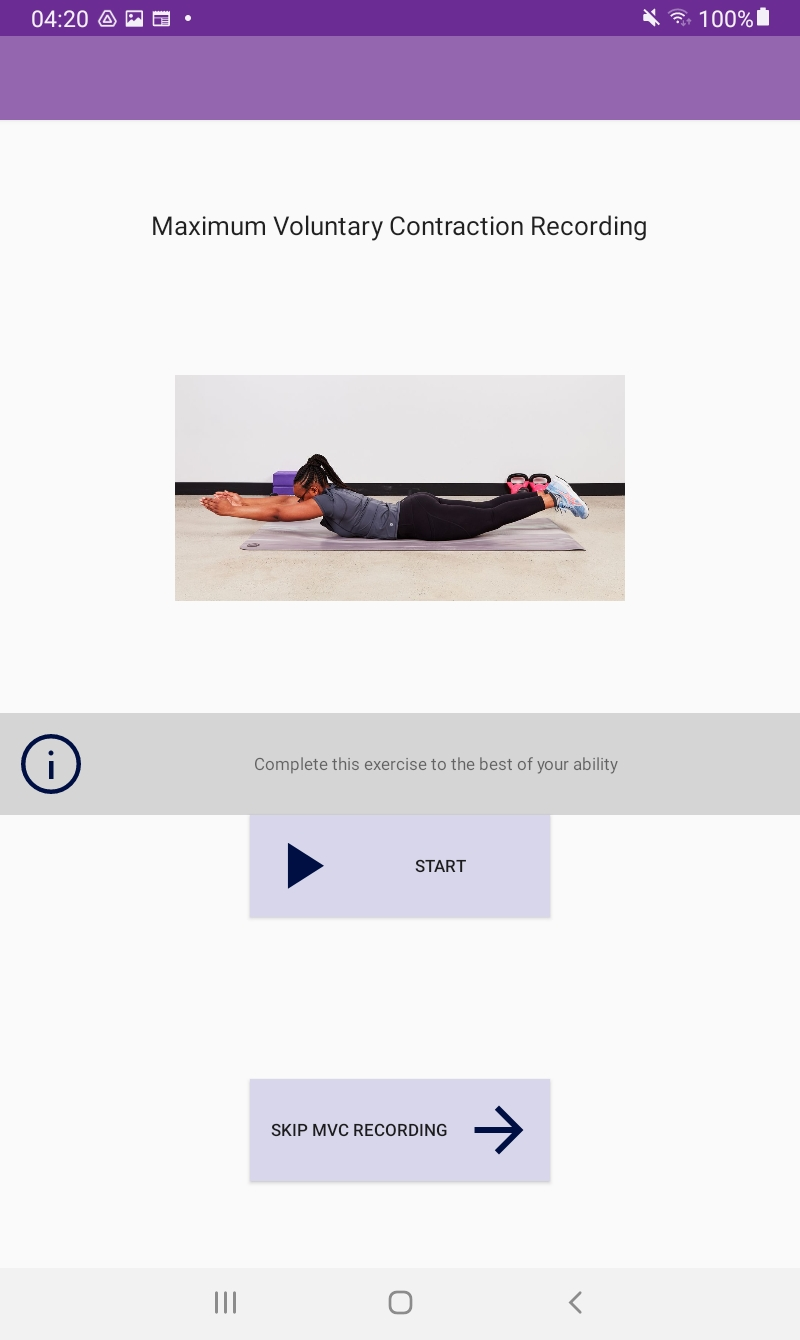 04:20
100%
Maximum Voluntary Contraction Recording
Complete this exercise to the best of your ability
START
SKIP MVC RECORDING